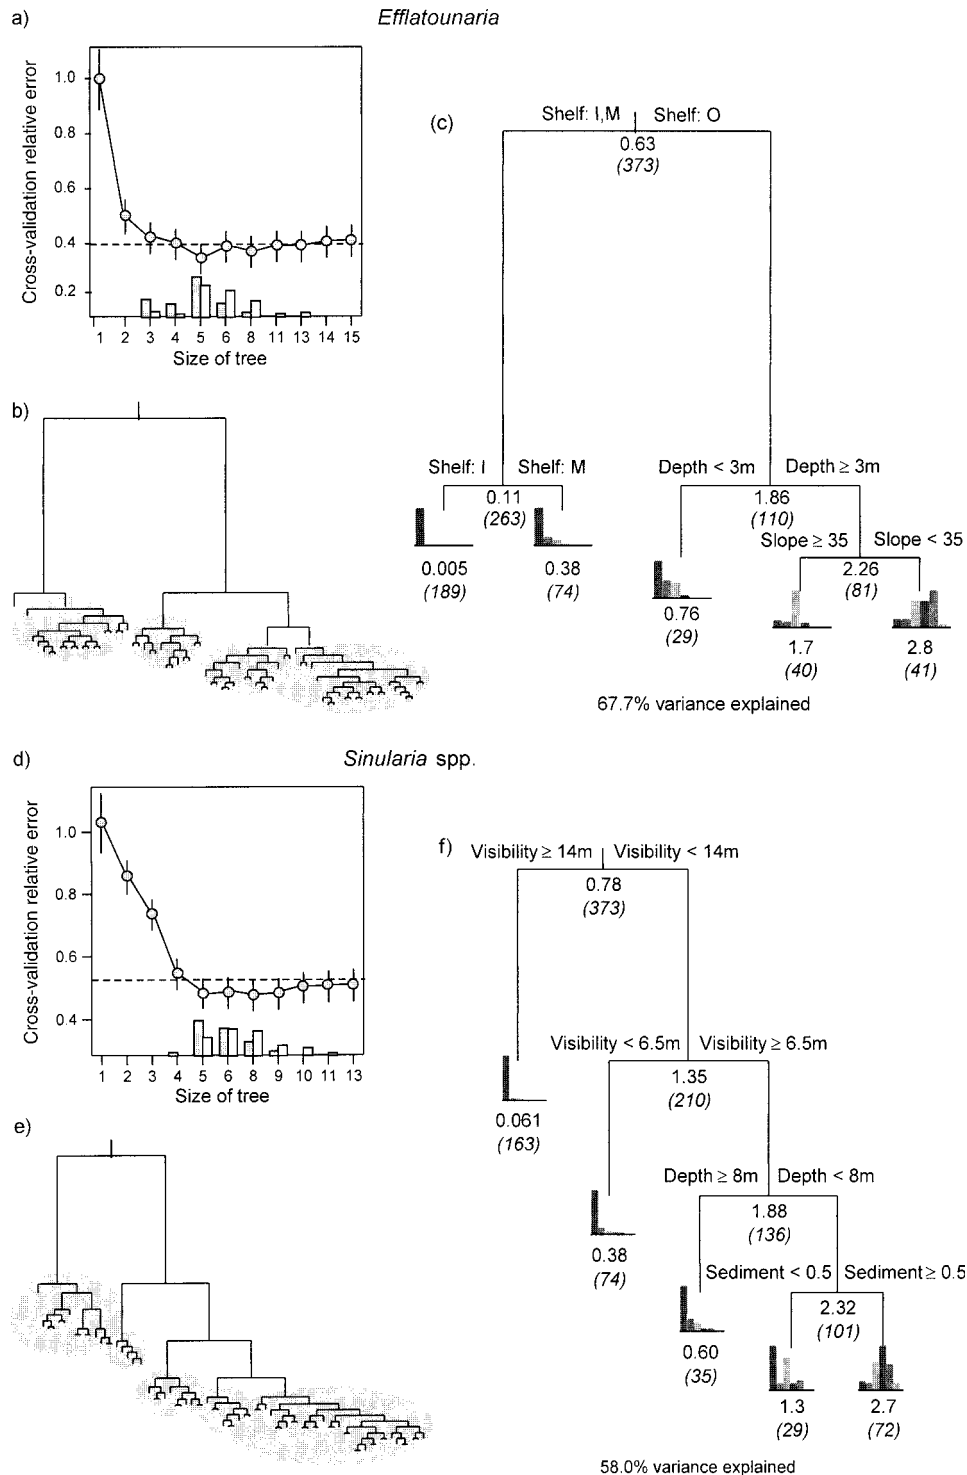 a)
Efflatounaria
Cross-validation relative error
1.0
0.8
0.6
0.4
0.2
1 2 3 4 5 6 8 11 13 14 15
Size of tree
b)
(c)
Shelf: I,M Shelf: O
0.63
(373)
Shelf: I Shelf: M
0.11
(263)
0.005
(189)
0.38
(74)
Depth < 3m Depth ≥ 3m
1.86
(110)
Slope ≥ 35 Slope < 35
2.26
(81)
0.76
(29)
1.7
(40)
2.8
(41)
67.7% variance explained
d)
Sinularia spp.
Cross-validation relative error
1.0
0.8
0.6
0.4
1 2 3 4 5 6 8 9 10 11 13
Size of tree
e)
f)
Visibility ≥ 14m Visibility < 14m
0.78
(373)
Visibility < 6.5m Visibility ≥ 6.5m
1.35
(210)
0.061
(163)
Depth ≥ 8m Depth < 8m
1.88
(136)
0.38
(74)
Sediment < 0.5 Sediment ≥ 0.5
2.32
(101)
0.60
(35)
1.3
(29)
2.7
(72)
58.0% variance explained